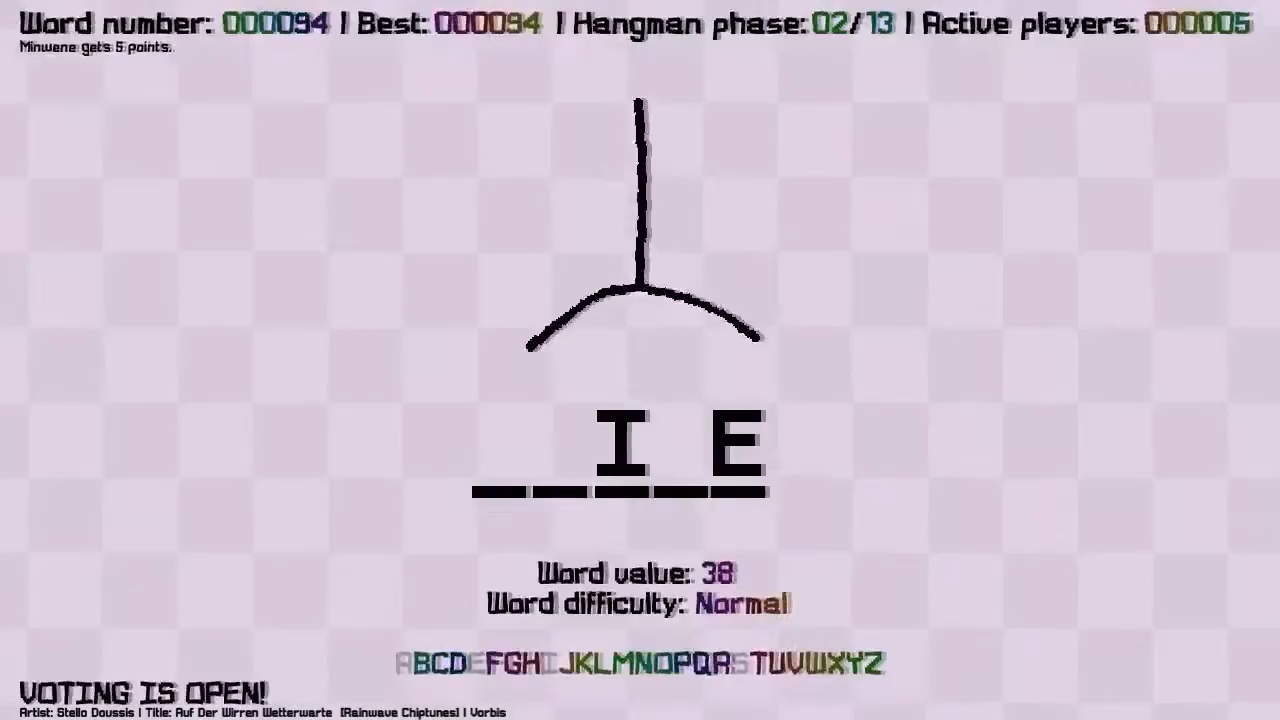 Word number: 000094 | Best: 000094 | Hangman phase: 02/13 | Active players: 000005
Minwene gets 5 points.
I E
Word value: 38
Word difficulty: Normal
ABCDEFGHIJKLMNOPQRSTUVWXYZ
VOTING IS OPEN!
Artist: Stello Doussis | Title: Auf Der Wirren Wetterwarte [Rainwave Chiptunes] | Vorbis